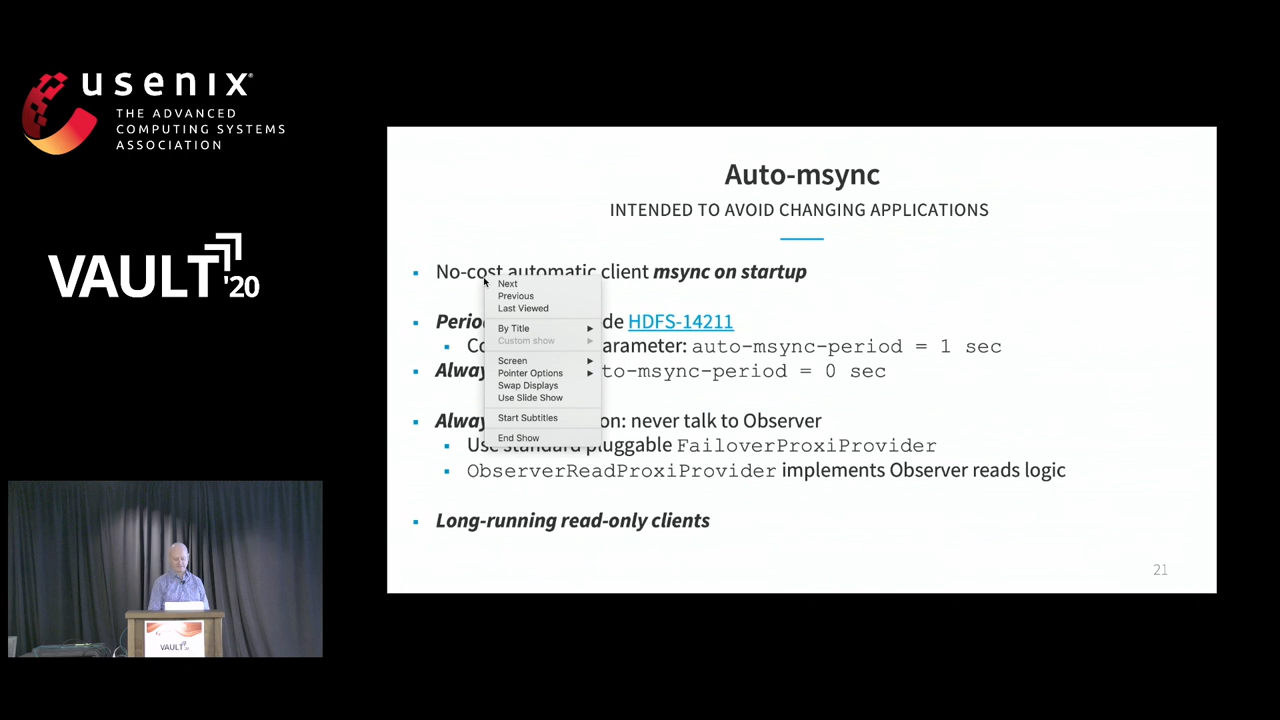 usenix®
THE ADVANCED
COMPUTING SYSTEMS
ASSOCIATION
VAULT '20
VAULT '20
Auto-msync
INTENDED TO AVOID CHANGING APPLICATIONS
No-cost automatic client msync on startup
Next
Previous
Last Viewed
By Title
Custom show
Screen
Pointer Options
Swap Displays
Use Slide Show
Start Subtitles
End Show
Perio de HDFS-14211
Co arameter: auto-msync-period = 1 sec
Alway to-msync-period = 0 sec
Alway on: never talk to Observer
Use standard pluggable FailoverProxiProvider
ObserverReadProxiProvider implements Observer reads logic
Long-running read-only clients
21